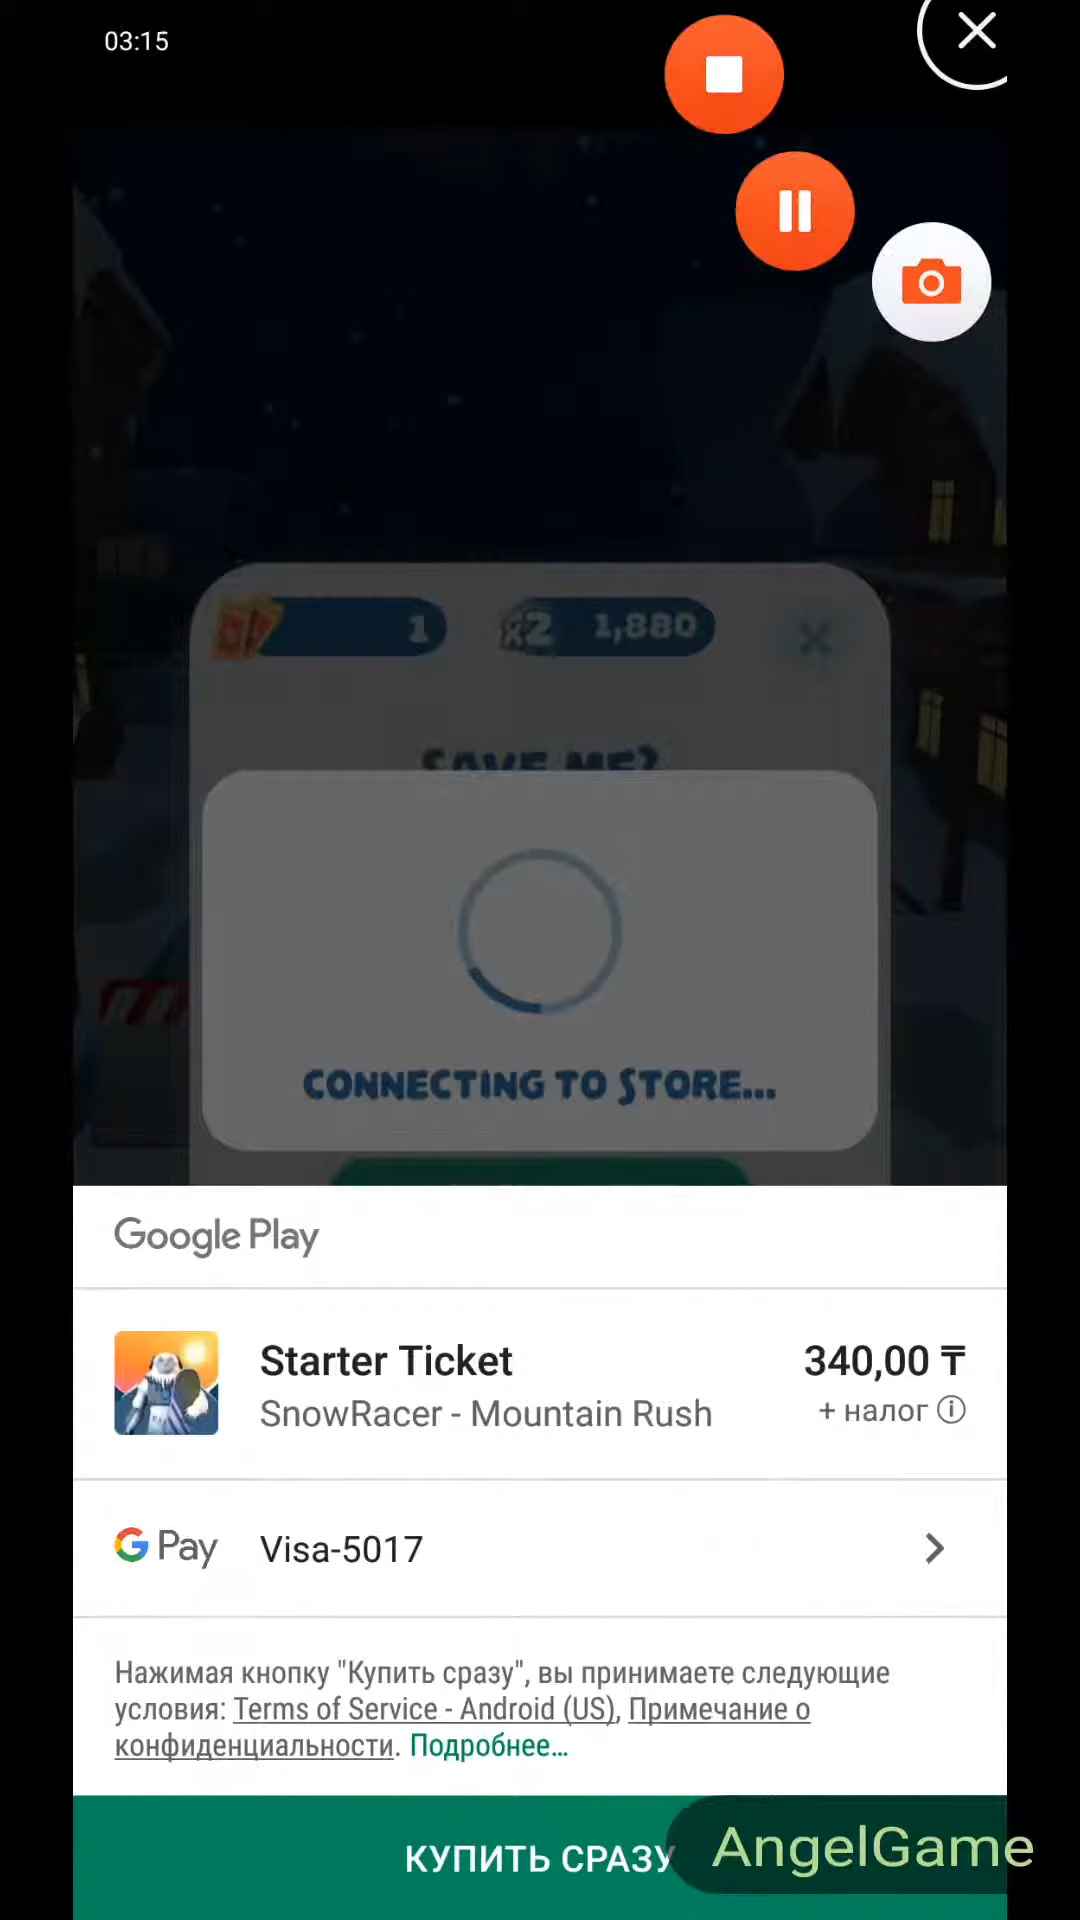 03:15
1
x2 1,880
SAVE ME?
CONNECTING TO STORE...
Google Play
Starter Ticket
340,00 ₸
SnowRacer - Mountain Rush
+ налог
G Pay Visa-5017
Нажимая кнопку "Купить сразу", вы принимаете следующие
условия: Terms of Service - Android (US), Примечание о
конфиденциальности. Подробнее...
КУПИТЬ СРАЗУ
AngelGame